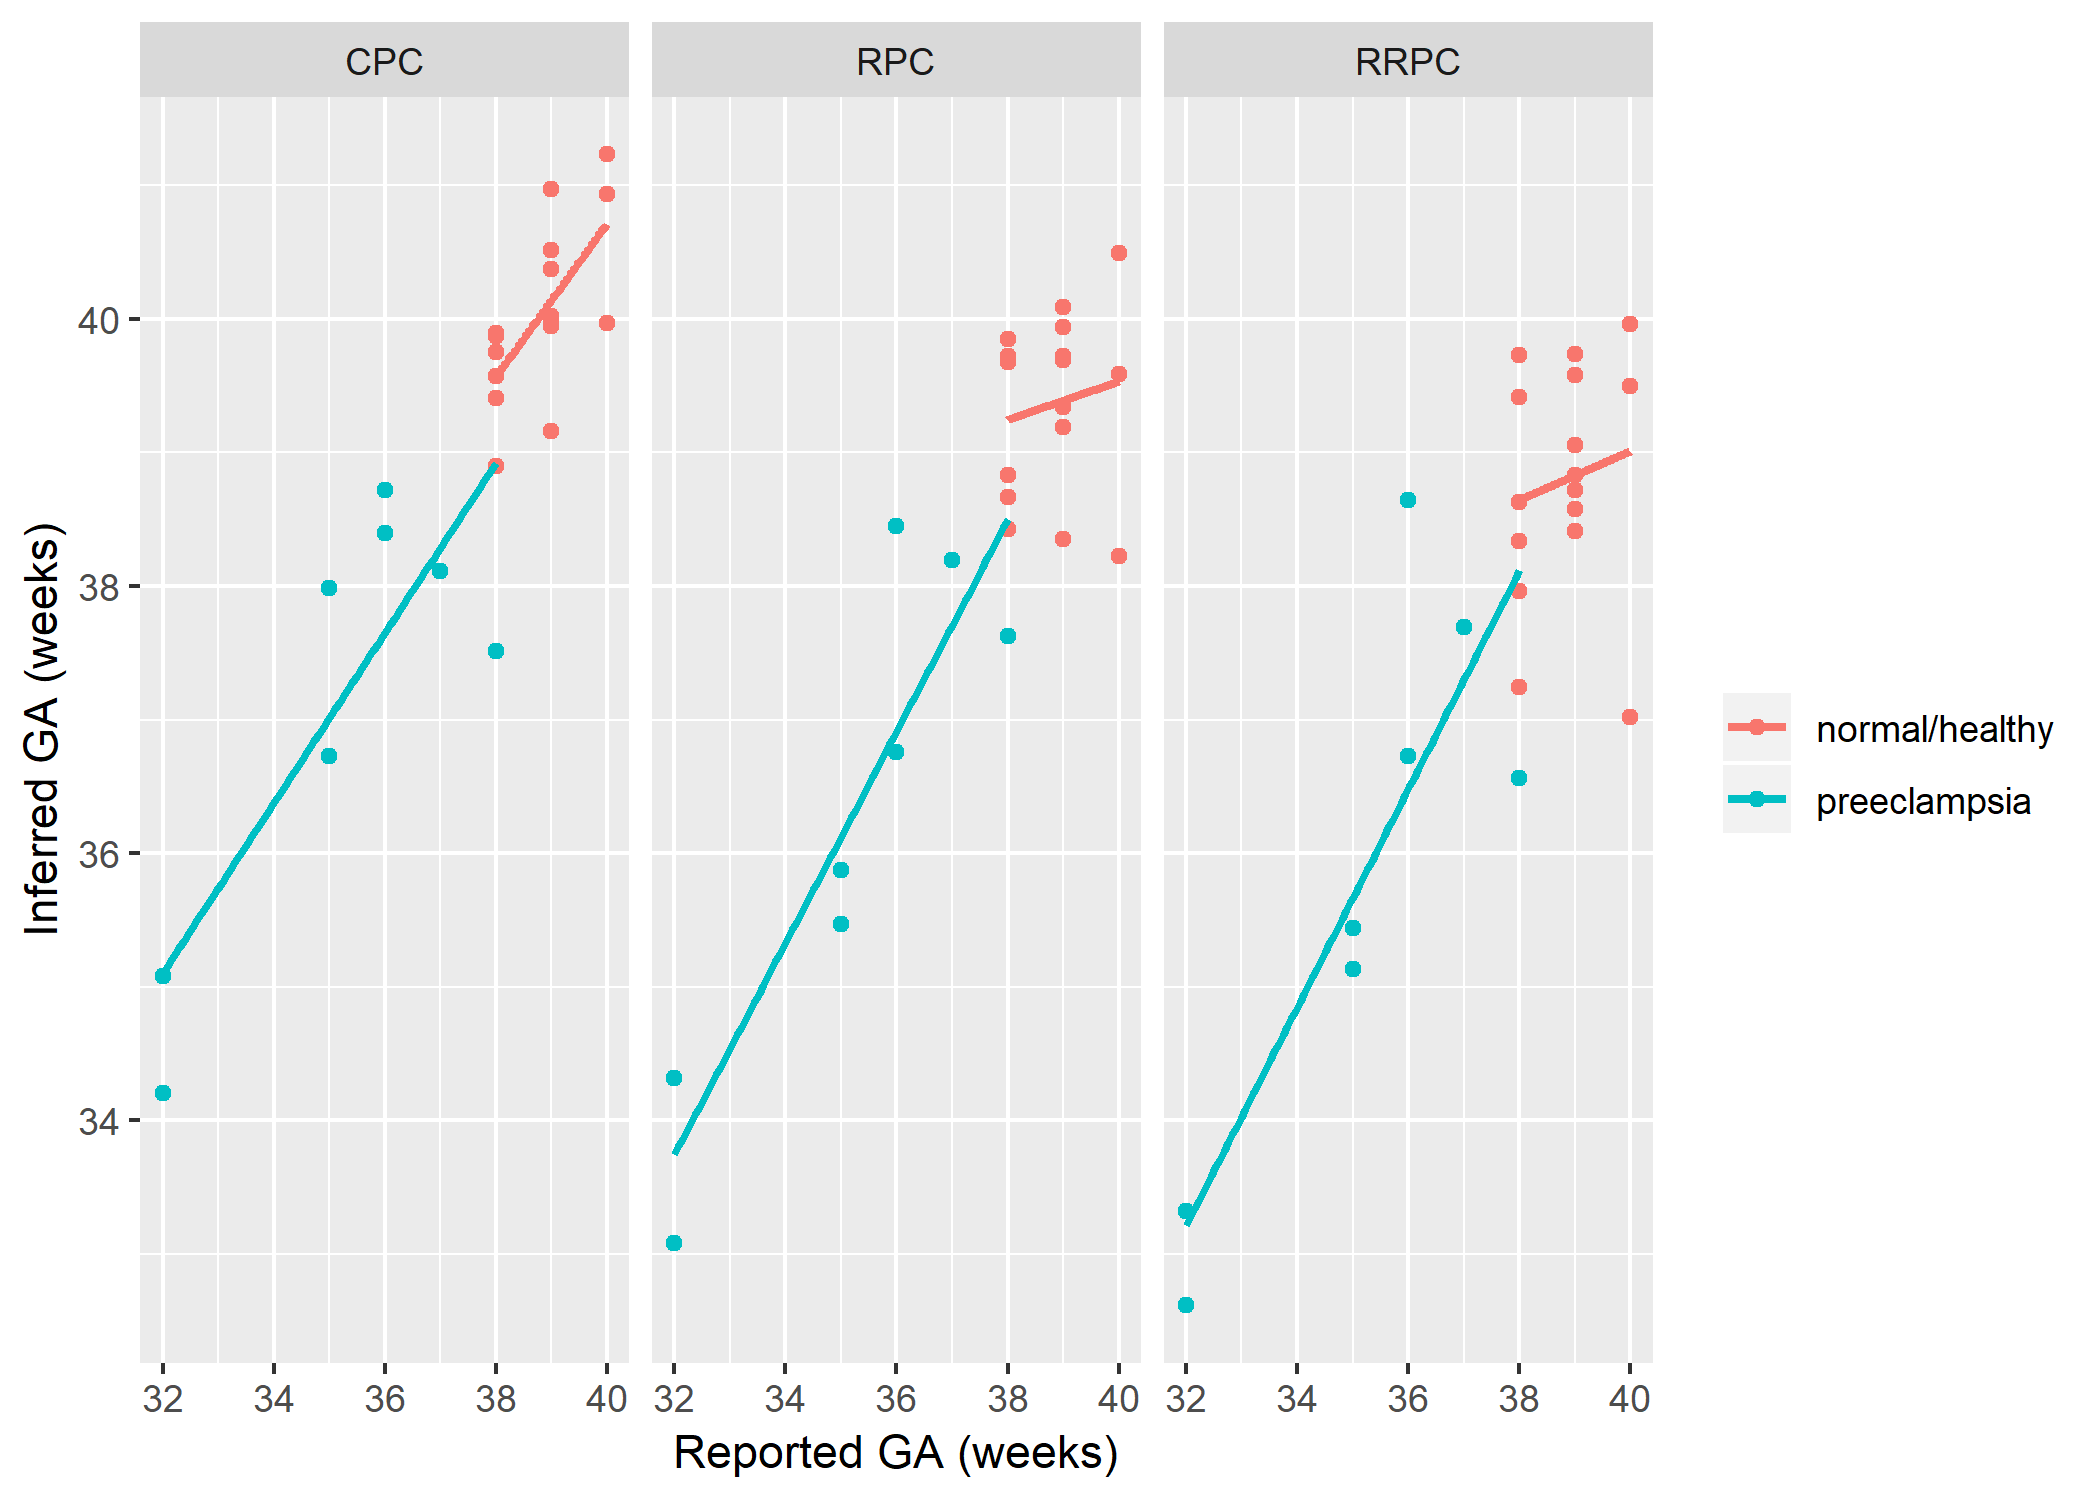 CPC RPC RRPC
40
38
36
34
32 34 36 38 40 32 34 36 38 40 32 34 36 38 40
Inferred GA (weeks)
Reported GA (weeks)
normal/healthy
preeclampsia